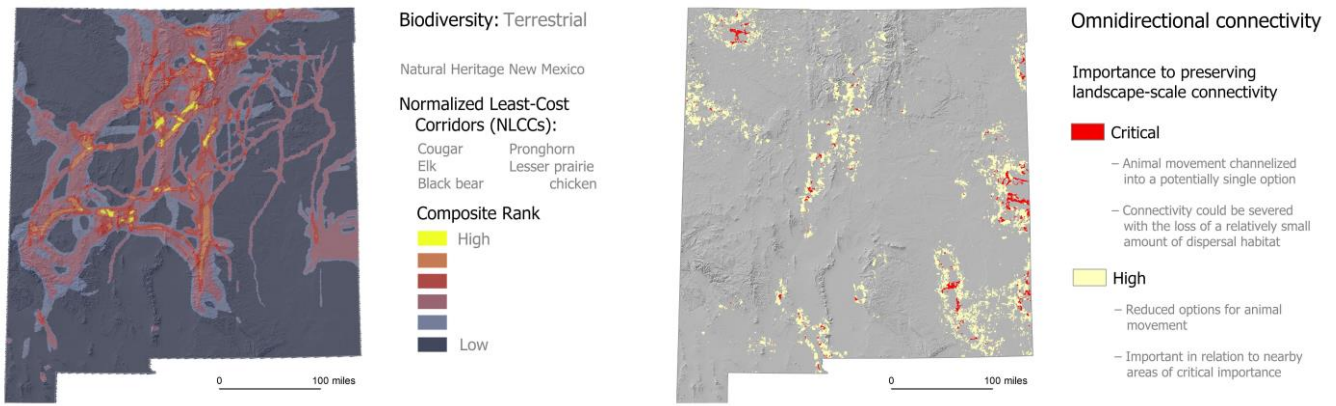 Biodiversity: Terrestrial
Natural Heritage New Mexico
Normalized Least-Cost
Corridors (NLCCs):
Cougar Pronghorn
Elk Lesser prairie
Black bear chicken
Composite Rank
High
Low
0 100 miles
Omnidirectional connectivity
Importance to preserving
landscape-scale connectivity
Critical
– Animal movement channelized
into a potentially single option
– Connectivity could be severed
with the loss of a relatively small
amount of dispersal habitat
High
– Reduced options for animal
movement
– Important in relation to nearby
areas of critical importance
0 100 miles